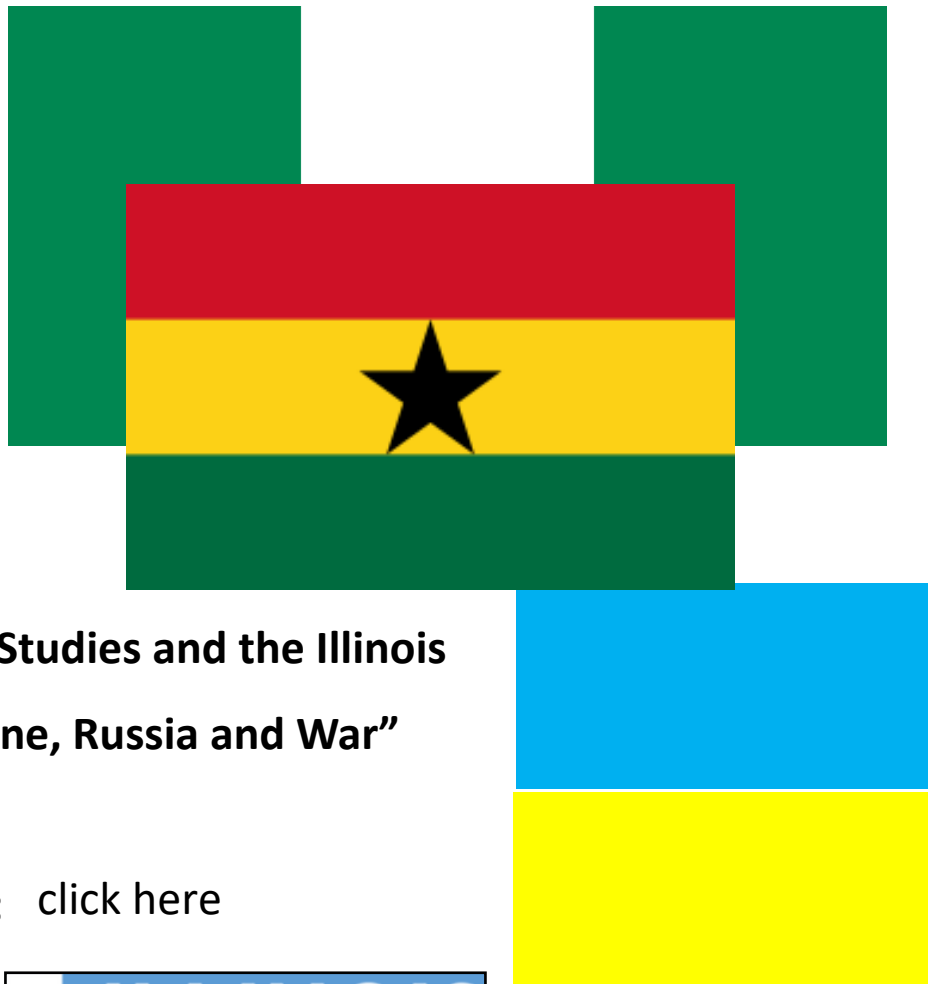 Studies and the Illinois
ne, Russia and War”
click here